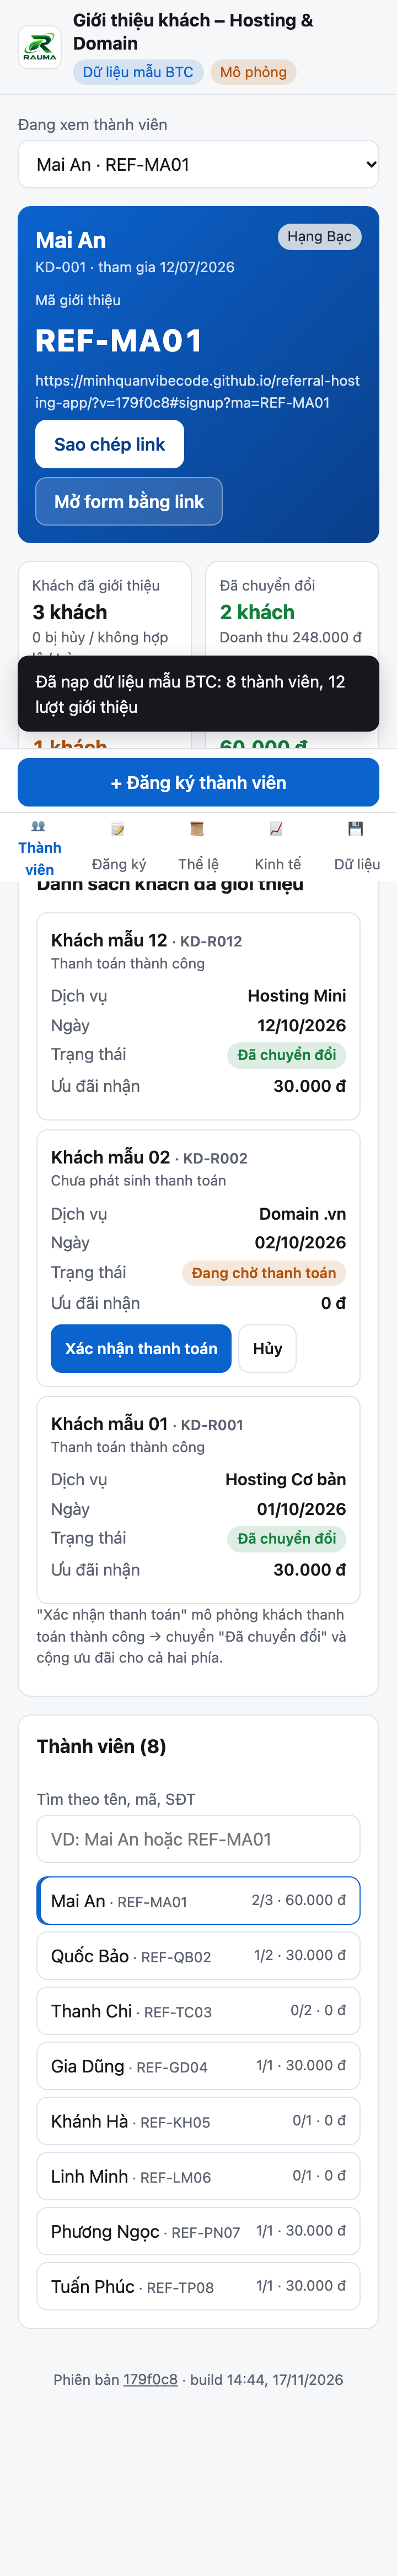 RAUMA
Giới thiệu khách – Hosting &
Domain
Dữ liệu mẫu BTC
Mô phỏng
Đang xem thành viên
Mai An · REF-MA01
Mai An
Hạng Bạc
KD-001 · tham gia 12/07/2026
Mã giới thiệu
REF-MA01
https://minhquanvibecode.github.io/referral-host
ing-app/?v=179f0c8#signup?ma=REF-MA01
Sao chép link
Mở form bằng link
Khách đã giới thiệu
3 khách
0 bị hủy / không hợp
Đã chuyển đổi
2 khách
Doanh thu 248.000 đ
Đã nạp dữ liệu mẫu BTC: 8 thành viên, 12
lượt giới thiệu
1 khách
60.000 đ
+ Đăng ký thành viên
Thành
viên
Đăng ký
Thể lệ
Kinh tế
Dữ liệu
Danh sách khách đã giới thiệu
Khách mẫu 12 · KD-R012
Thanh toán thành công
Dịch vụ
Hosting Mini
Ngày
12/10/2026
Trạng thái
Đã chuyển đổi
Ưu đãi nhận
30.000 đ
Khách mẫu 02 · KD-R002
Chưa phát sinh thanh toán
Dịch vụ
Domain .vn
Ngày
02/10/2026
Trạng thái
Đang chờ thanh toán
Ưu đãi nhận
0 đ
Xác nhận thanh toán
Hủy
Khách mẫu 01 · KD-R001
Thanh toán thành công
Dịch vụ
Hosting Cơ bản
Ngày
01/10/2026
Trạng thái
Đã chuyển đổi
Ưu đãi nhận
30.000 đ
"Xác nhận thanh toán" mô phỏng khách thanh
toán thành công → chuyển "Đã chuyển đổi" và
cộng ưu đãi cho cả hai phía.
Thành viên (8)
Tìm theo tên, mã, SĐT
VD: Mai An hoặc REF-MA01
Mai An · REF-MA01
2/3 · 60.000 đ
Quốc Bảo · REF-QB02
1/2 · 30.000 đ
Thanh Chi · REF-TC03
0/2 · 0 đ
Gia Dũng · REF-GD04
1/1 · 30.000 đ
Khánh Hà · REF-KH05
0/1 · 0 đ
Linh Minh · REF-LM06
0/1 · 0 đ
Phương Ngọc · REF-PN07
1/1 · 30.000 đ
Tuấn Phúc · REF-TP08
1/1 · 30.000 đ
Phiên bản 179f0c8 · build 14:44, 17/11/2026